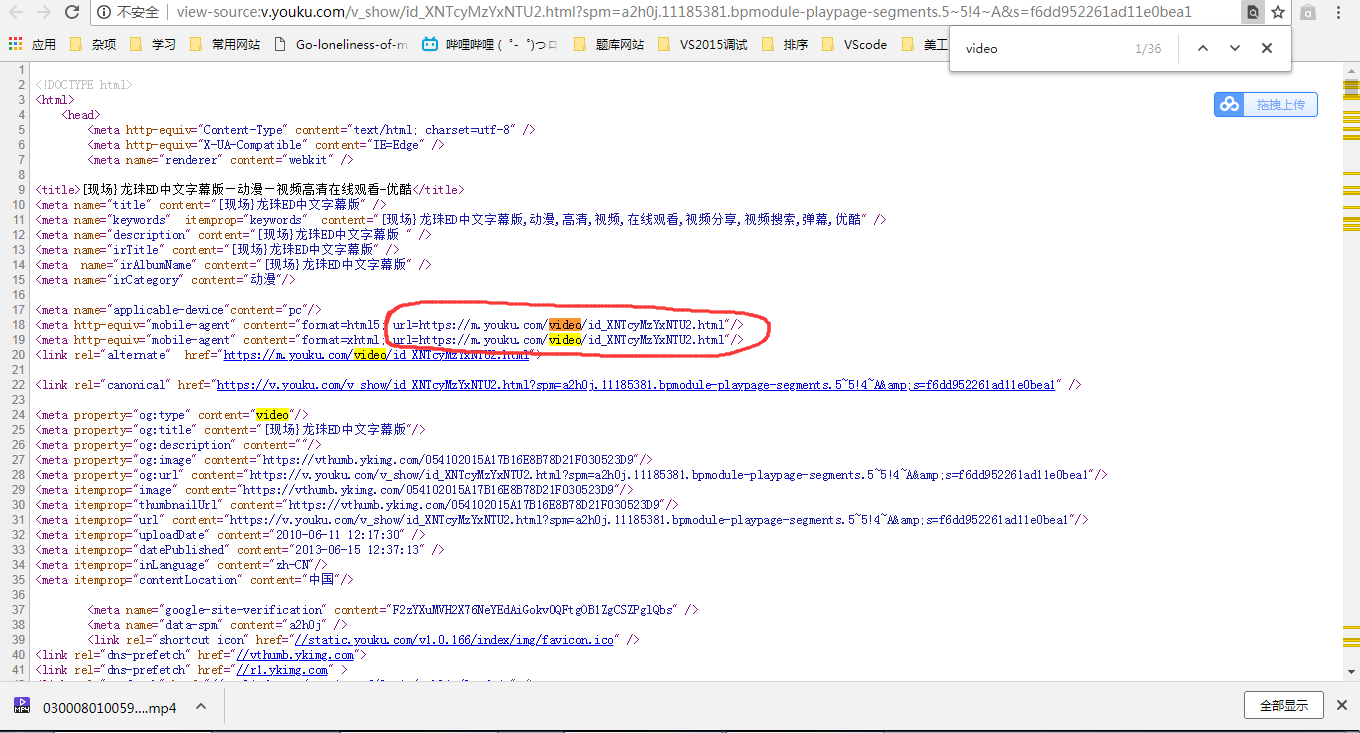 不安全 view-source:v.youku.com/v_show/id_XNTcyMzYxNTU2.html?spm=a2h0j.11185381.bpmodule-playpage-segments.5~5!4~A&s=f6dd952261ad11e0bea1
应用 杂项 学习 常用网站 Go-loneliness-of-m 哔哩哔哩 ( ゜- ゜)つロ 题库网站 VS2015调试 排序 VScode 美工
video 1/36
拖拽上传
1
2 <!DOCTYPE html>
3 <html>
4 <head>
5 <meta http-equiv="Content-Type" content="text/html; charset=utf-8" />
6 <meta http-equiv="X-UA-Compatible" content="IE=Edge" />
7 <meta name="renderer" content="webkit" />
8
9 <title>[现场}龙珠ED中文字幕版—动漫—视频高清在线观看-优酷</title>
10 <meta name="title" content="[现场}龙珠ED中文字幕版" />
11 <meta name="keywords" itemprop="keywords" content="[现场}龙珠ED中文字幕版,动漫,高清,视频,在线观看,视频分享,视频搜索,弹幕,优酷" />
12 <meta name="description" content="[现场}龙珠ED中文字幕版 " />
13 <meta name="irTitle" content="[现场}龙珠ED中文字幕版" />
14 <meta name="irAlbumName" content="[现场}龙珠ED中文字幕版" />
15 <meta name="irCategory" content="动漫"/>
16
17 <meta name="applicable-device"content="pc"/>
18 <meta http-equiv="mobile-agent" content="format=html5; url=https://m.youku.com/video/id_XNTcyMzYxNTU2.html"/>
19 <meta http-equiv="mobile-agent" content="format=xhtml; url=https://m.youku.com/video/id_XNTcyMzYxNTU2.html"/>
20 <link rel="alternate" href="https://m.youku.com/video/id_XNTcyMzYxNTU2.html">
21
22 <link rel="canonical" href="https://v.youku.com/v_show/id_XNTcyMzYxNTU2.html?spm=a2h0j.11185381.bpmodule-playpage-segments.5~5!4~A&amp;s=f6dd952261ad11e0bea1" />
23
24 <meta property="og:type" content="video"/>
25 <meta property="og:title" content="[现场}龙珠ED中文字幕版"/>
26 <meta property="og:description" content=""/>
27 <meta property="og:image" content="https://vthumb.ykimg.com/054102015A17B16E8B78D21F030523D9"/>
28 <meta property="og:url" content="https://v.youku.com/v_show/id_XNTcyMzYxNTU2.html?spm=a2h0j.11185381.bpmodule-playpage-segments.5~5!4~A&amp;s=f6dd952261ad11e0bea1"/>
29 <meta itemprop="image" content="https://vthumb.ykimg.com/054102015A17B16E8B78D21F030523D9"/>
30 <meta itemprop="thumbnailUrl" content="https://vthumb.ykimg.com/054102015A17B16E8B78D21F030523D9"/>
31 <meta itemprop="url" content="https://v.youku.com/v_show/id_XNTcyMzYxNTU2.html?spm=a2h0j.11185381.bpmodule-playpage-segments.5~5!4~A&amp;s=f6dd952261ad11e0bea1"/>
32 <meta itemprop="uploadDate" content="2010-06-11 12:17:30" />
33 <meta itemprop="datePublished" content="2013-06-15 12:37:13" />
34 <meta itemprop="inLanguage" content="zh-CN"/>
35 <meta itemprop="contentLocation" content="中国"/>
36
37 <meta name="google-site-verification" content="F2zYXuMVH2X76NeYEdAiGokv0QFtgOB1ZgCSZPglQbs" />
38 <meta name="data-spm" content="a2h0j" />
39 <link rel="shortcut icon" href="//static.youku.com/v1.0.166/index/img/favicon.ico" />
40 <link rel="dns-prefetch" href="//vthumb.ykimg.com">
41 <link rel="dns-prefetch" href="//r1.ykimg.com" >
MP4 030008010059....mp4 全部显示